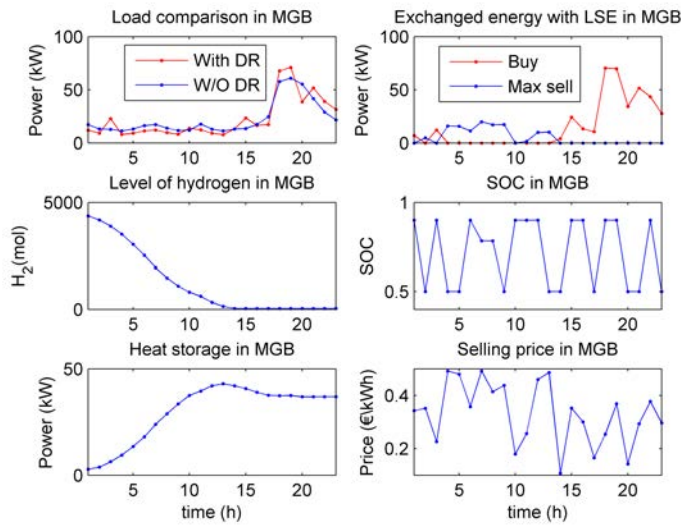 Load comparison in MGB
Power (kW)
100
50
0
With DR
W/O DR
5 10 15 20
Exchanged energy with LSE in MGB
Power (kW)
100
50
0
Buy
Max sell
5 10 15 20
Level of hydrogen in MGB
H₂(mol)
5000
0
5 10 15 20
SOC in MGB
SOC
1
0.5
5 10 15 20
Heat storage in MGB
Power (kW)
50
0
5 10 15 20
time (h)
Selling price in MGB
Price (€\kWh)
0.4
0.2
5 10 15 20
time (h)